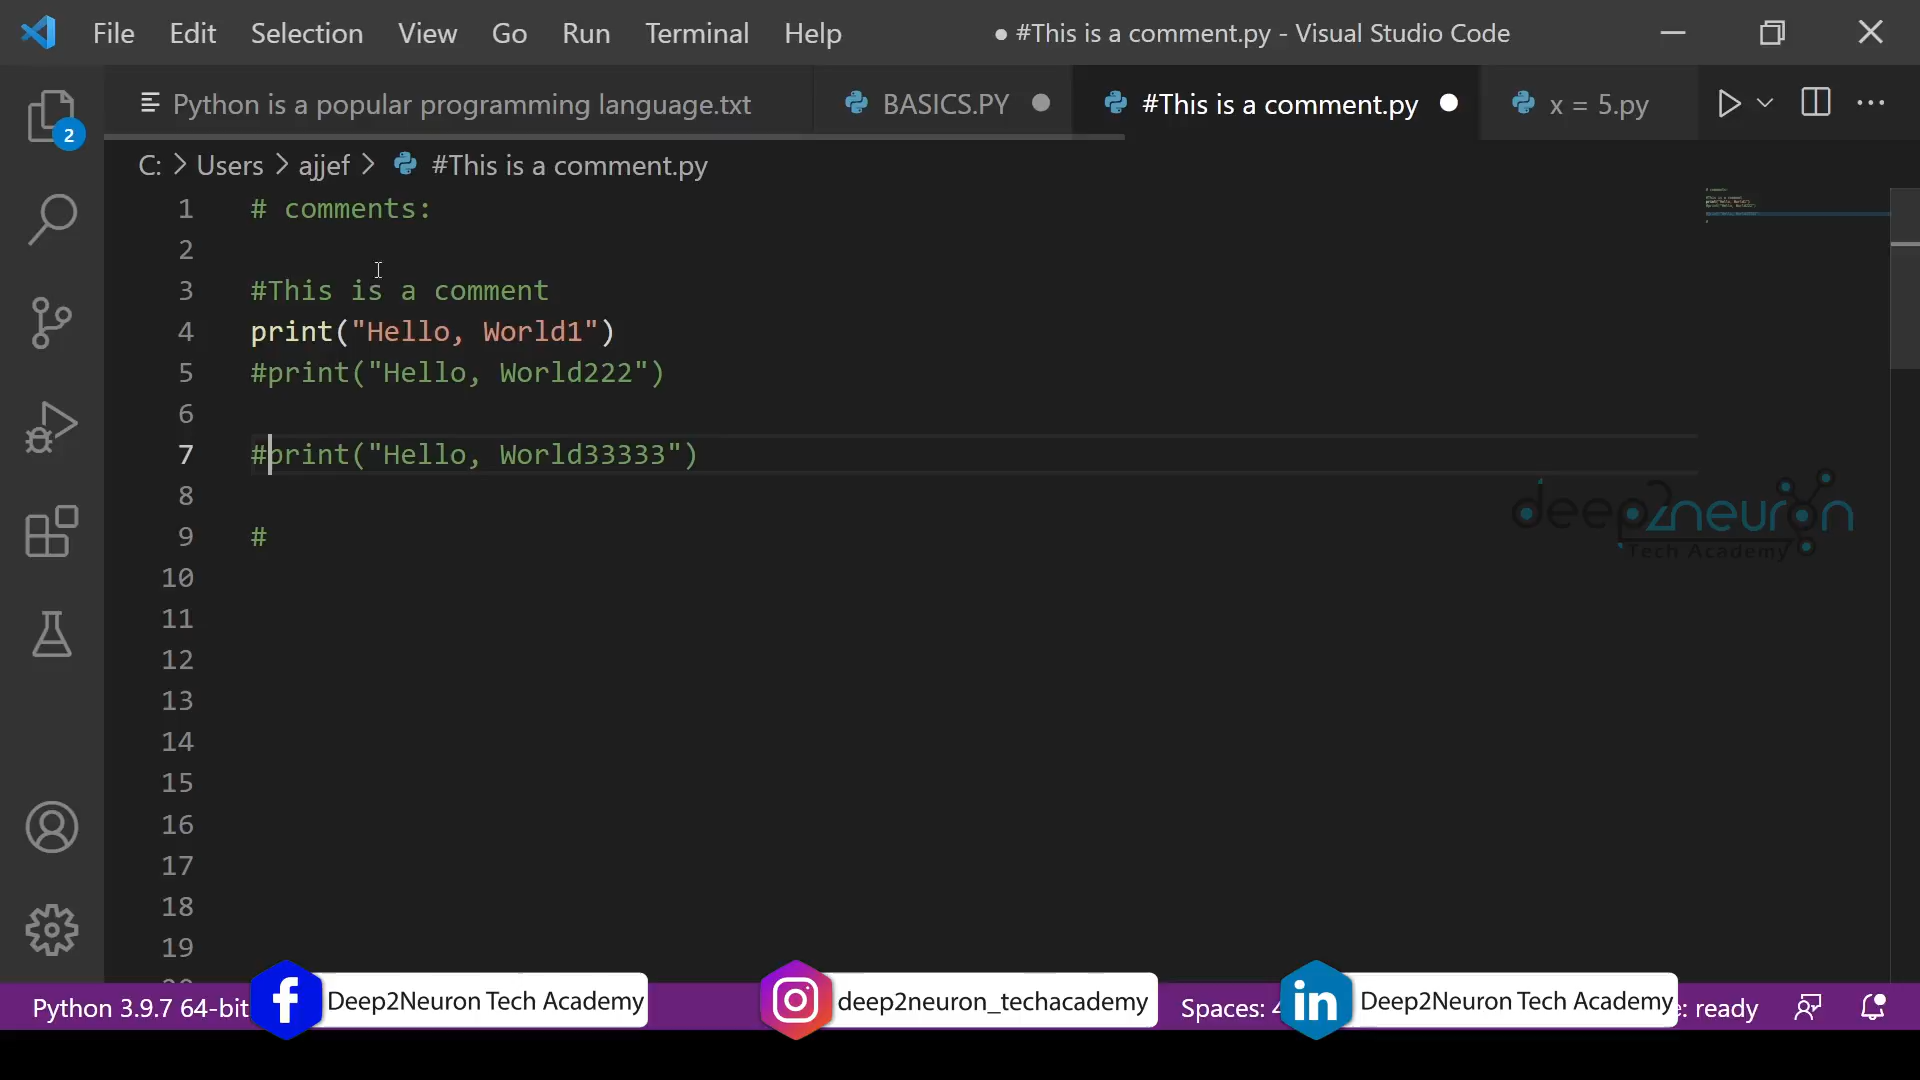 File Edit Selection View Go Run Terminal Help ● #This is a comment.py - Visual Studio Code
Python is a popular programming language.txt BASICS.PY #This is a comment.py x = 5.py
2
C: > Users > ajjef > #This is a comment.py
1 # comments:
2
3 #This is a comment
4 print("Hello, World1")
5 #print("Hello, World222")
6
7 #print("Hello, World33333")
8
9 #
10
11
12
13
14
15
16
17
18
19
deep2neuron
Tech Academy
Python 3.9.7 64-bit Deep2Neuron Tech Academy deep2neuron_techacademy Spaces: in Deep2Neuron Tech Academy : ready